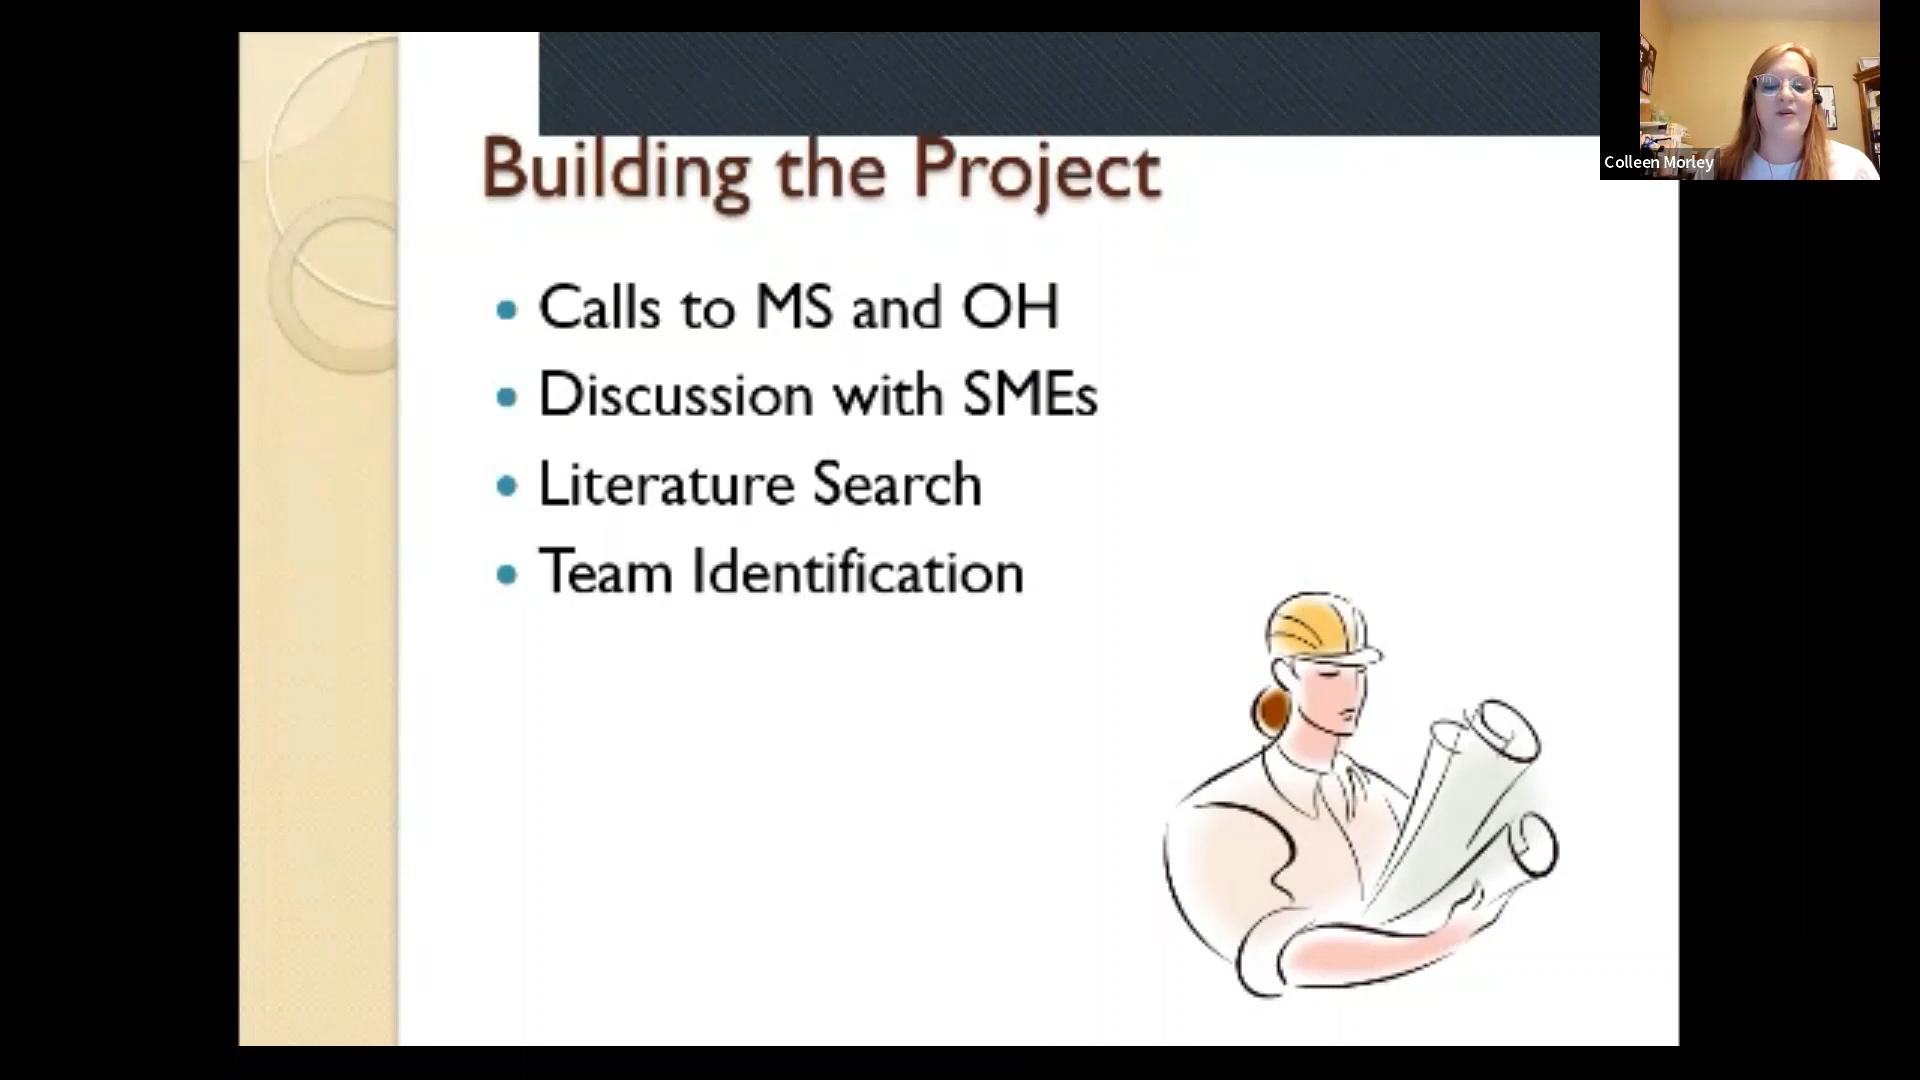 Building the Project
• Calls to MS and OH
• Discussion with SMEs
• Literature Search
• Team Identification
Colleen Morley